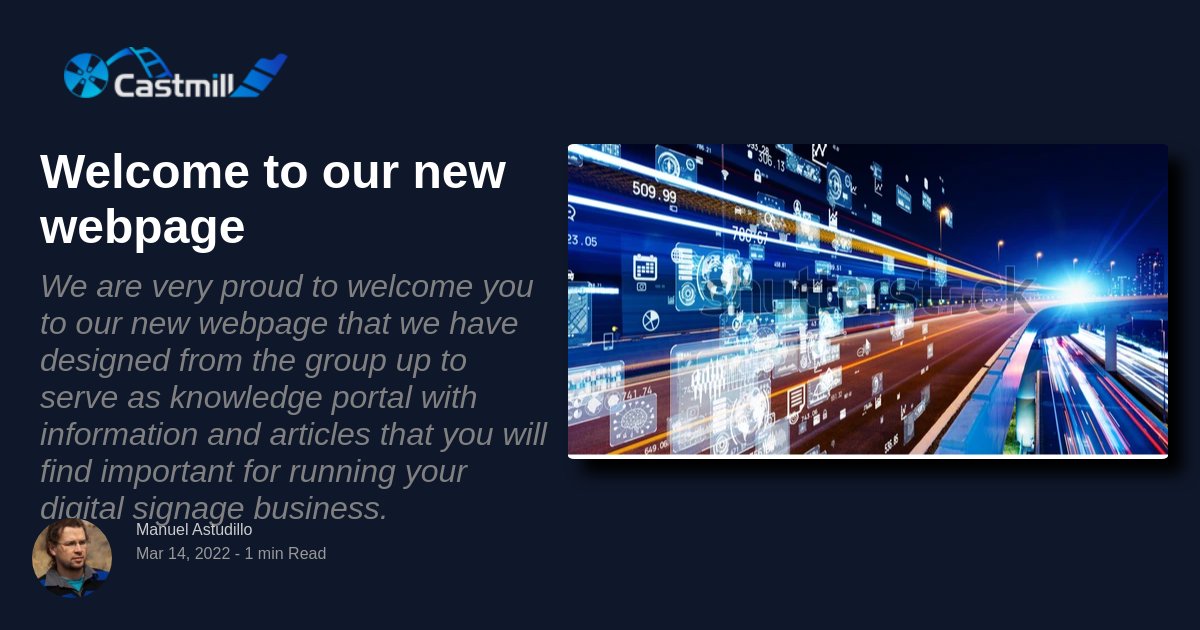 Castmill
Welcome to our new
webpage
We are very proud to welcome you
to our new webpage that we have
designed from the group up to
serve as knowledge portal with
information and articles that you will
find important for running your
digital signage business.
Manuel Astudillo
Mar 14, 2022 - 1 min Read
509.99
306.13
700.67
23.05
741.74
shutterstock